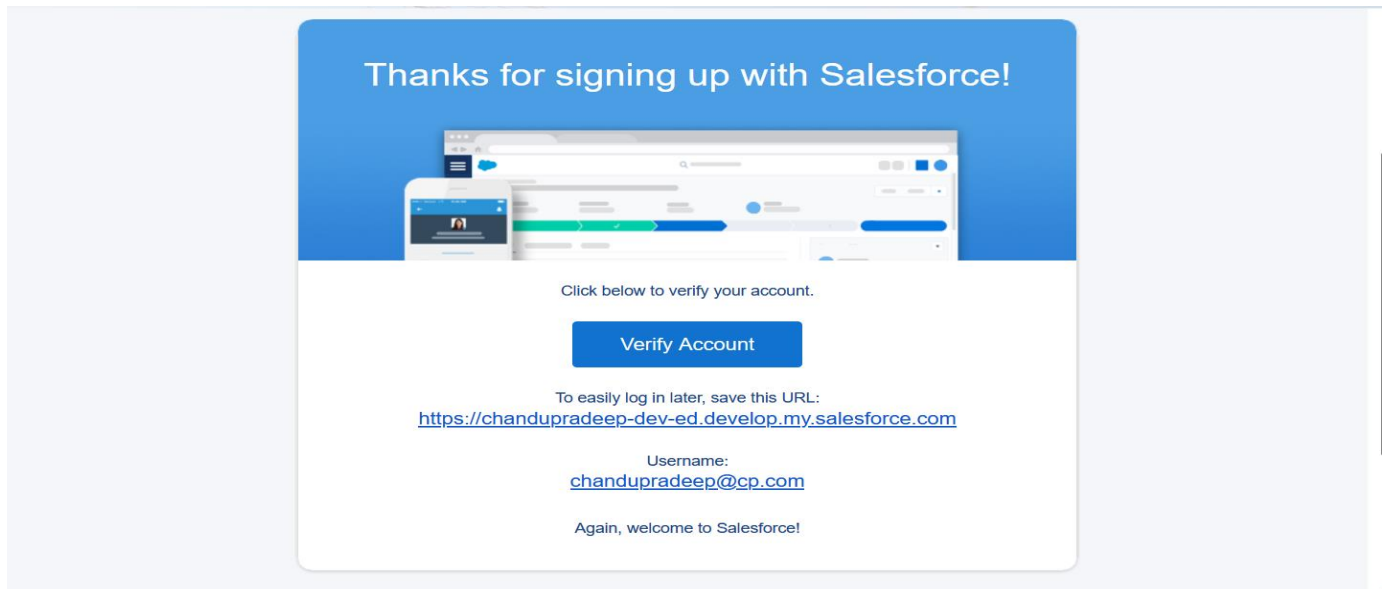 Thanks for signing up with Salesforce!
Click below to verify your account.
Verify Account
To easily log in later, save this URL:
https://chandupradeep-dev-ed.develop.my.salesforce.com
Username:
chandupradeep@cp.com
Again, welcome to Salesforce!